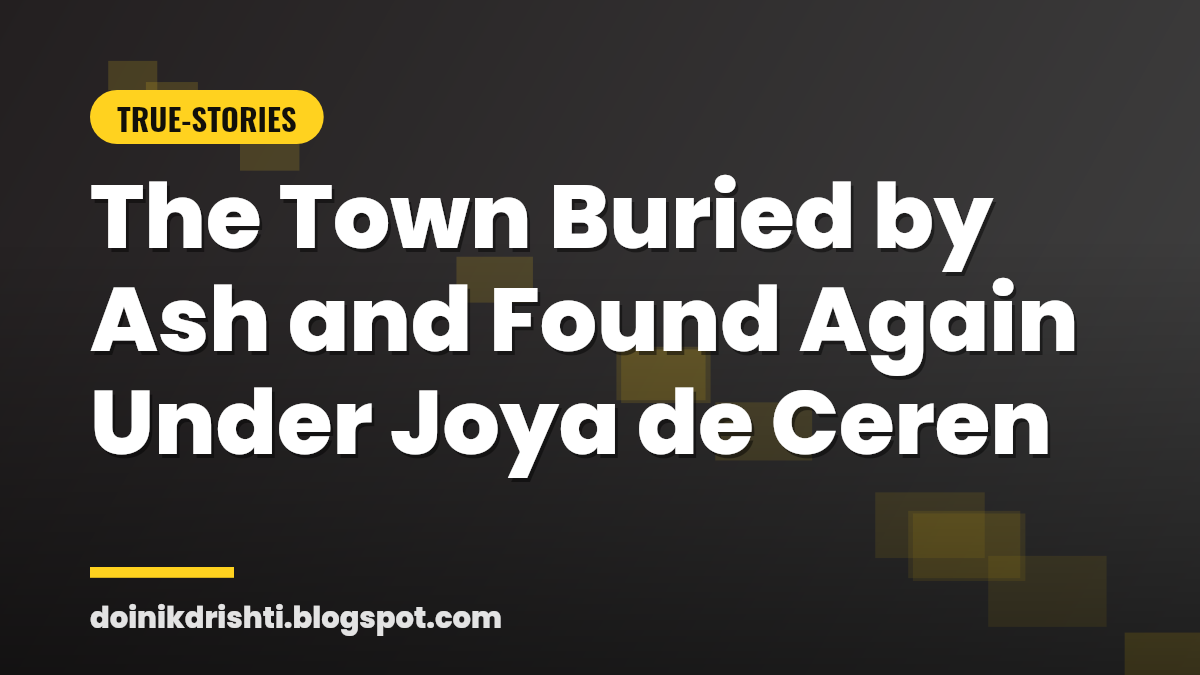 TRUE-STORIES
The Town Buried by
Ash and Found Again
Under Joya de Ceren
doinikdrishti.blogspot.com